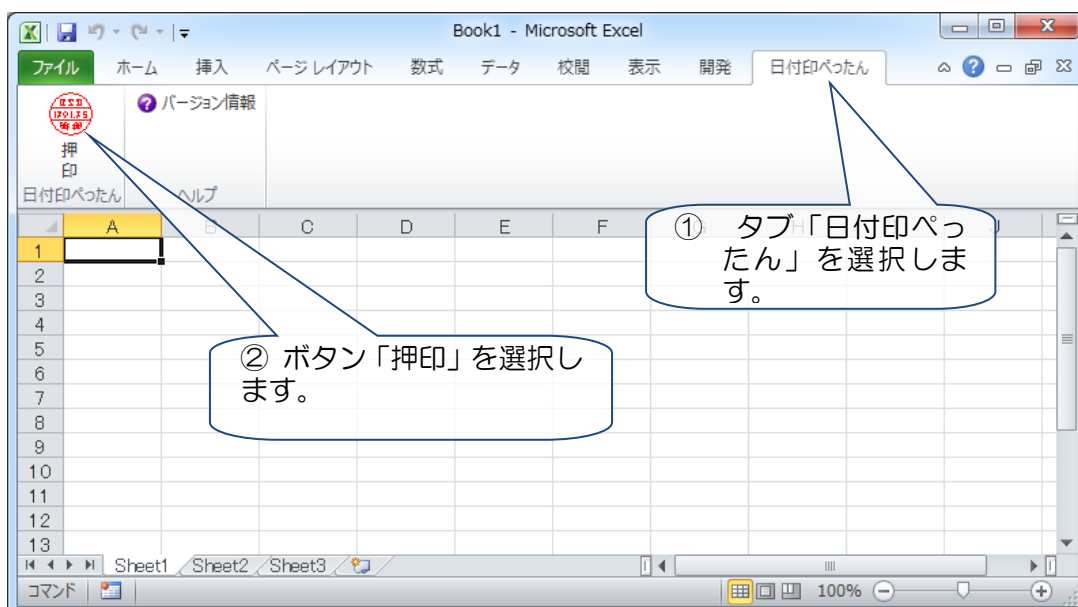 Book1 - Microsoft Excel
ファイル ホーム 挿入 ページ レイアウト 数式 データ 校閲 表示 開発 日付印ぺったん
バージョン情報
押
印
日付印ぺったん ヘルプ
A B C D E F G H J
① タブ「日付印ぺっ
たん」を選択しま
す。
1
2
3
4
② ボタン「押印」を選択し
ます。
5
6
7
8
9
10
11
12
13
Sheet1 Sheet2 Sheet3
コマンド 100%